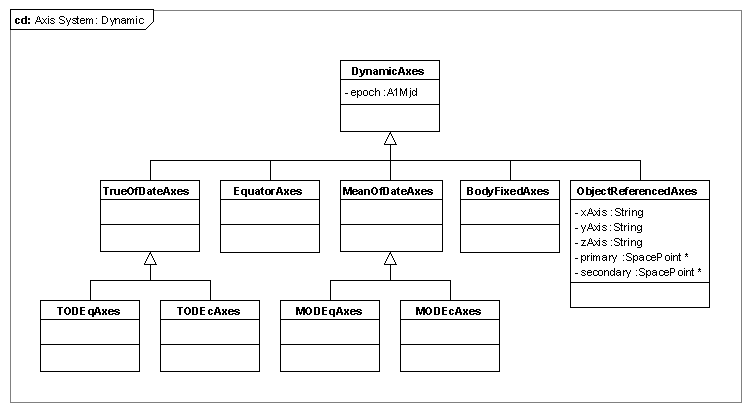 cd: Axis System : Dynamic
DynamicAxes
- epoch :A1Mjd
TrueOfDateAxes
EquatorAxes
MeanOfDateAxes
BodyFixedAxes
ObjectReferencedAxes
- xAxis :String
- yAxis :String
- zAxis :String
- primary :SpacePoint *
- secondary :SpacePoint *
TODEqAxes
TODEcAxes
MODEqAxes
MODEcAxes